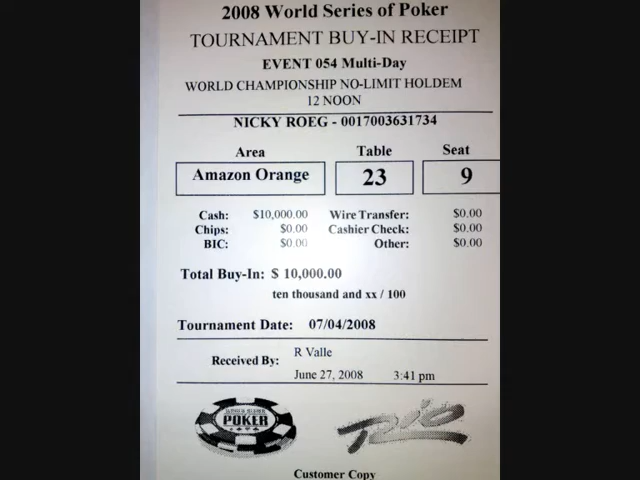 2008 World Series of Poker
TOURNAMENT BUY-IN RECEIPT
EVENT 054 Multi-Day
WORLD CHAMPIONSHIP NO-LIMIT HOLDEM
12 NOON
NICKY ROEG - 0017003631734
Area Table Seat
Amazon Orange 23 9
Cash: $10,000.00 Wire Transfer: $0.00
Chips: $0.00 Cashier Check: $0.00
BIC: $0.00 Other: $0.00
Total Buy-In: $ 10,000.00
ten thousand and xx / 100
Tournament Date: 07/04/2008
Received By: R Valle
June 27, 2008 3:41 pm
WORLD SERIES
POKER
Rio
Customer Copy